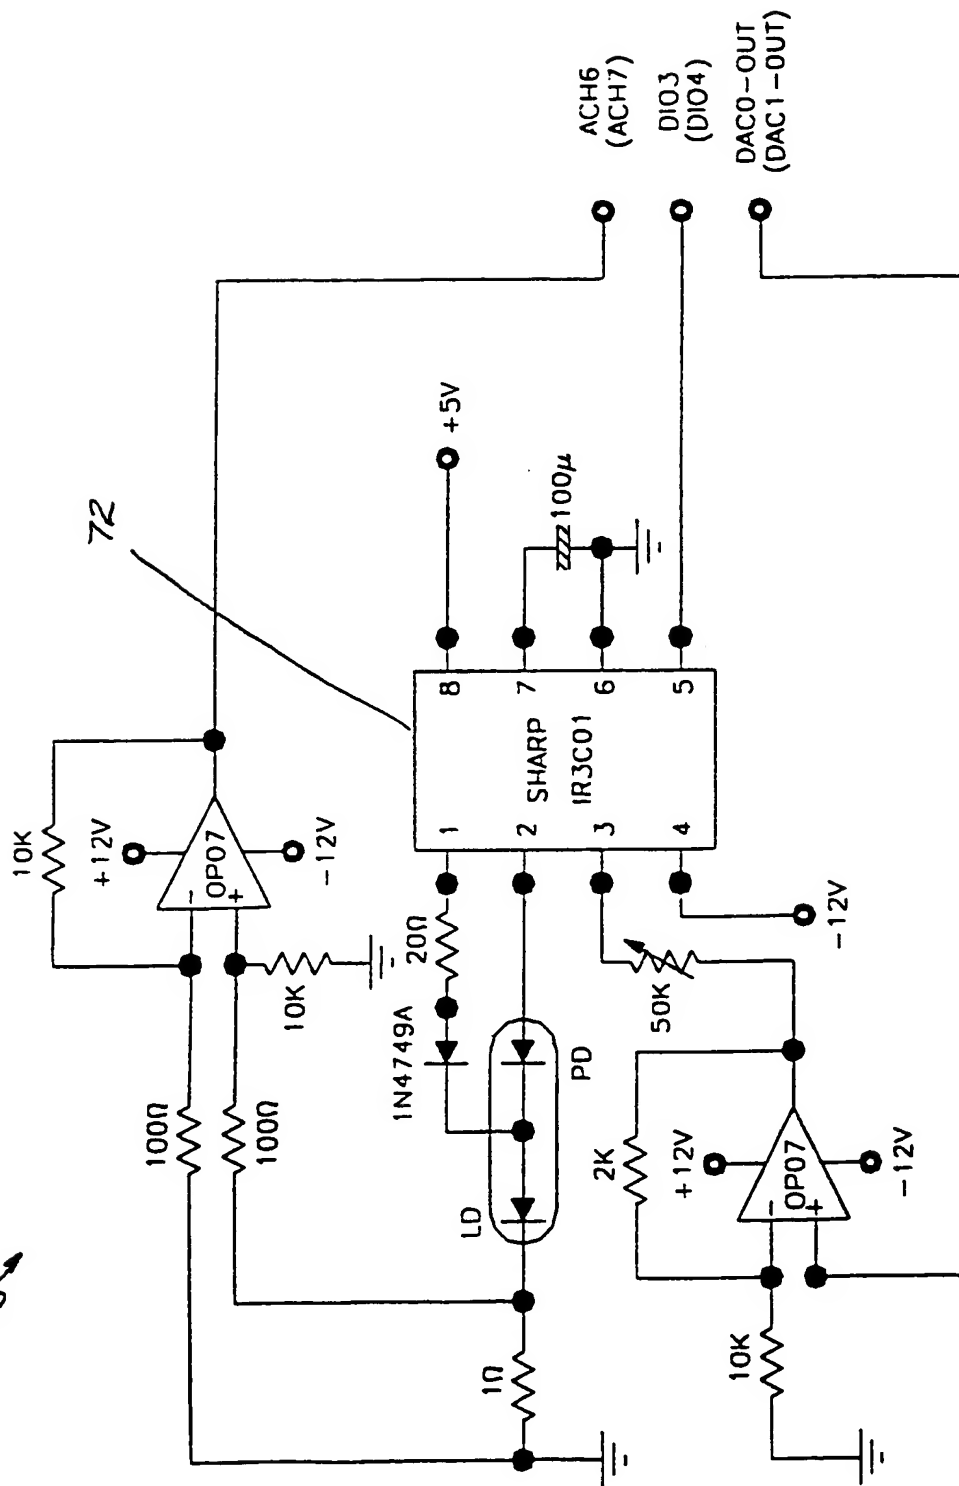 72
ACH6
(ACH7)
DIO3
(DIO4)
DAC0-OUT
(DAC1-OUT)
10K
+12V
OP07
-
+
-12V
10K
100Ω
100Ω
+5V
100µ
1
2
3
4
5
6
7
8
SHARP
IR3C01
20Ω
1N4749A
PD
LD
1Ω
50K
-12V
2K
+12V
OP07
-
+
-12V
10K